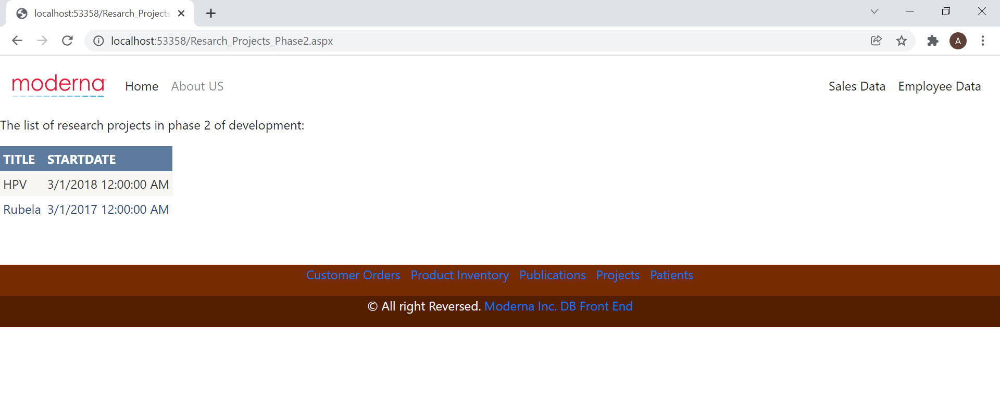 localhost:53358/Resarch_Projects
localhost:53358/Resarch_Projects_Phase2.aspx
A
moderna Home About US Sales Data Employee Data
The list of research projects in phase 2 of development:
TITLE STARTDATE
HPV 3/1/2018 12:00:00 AM
Rubela 3/1/2017 12:00:00 AM
Customer Orders Product Inventory Publications Projects Patients
© All right Reversed. Moderna Inc. DB Front End